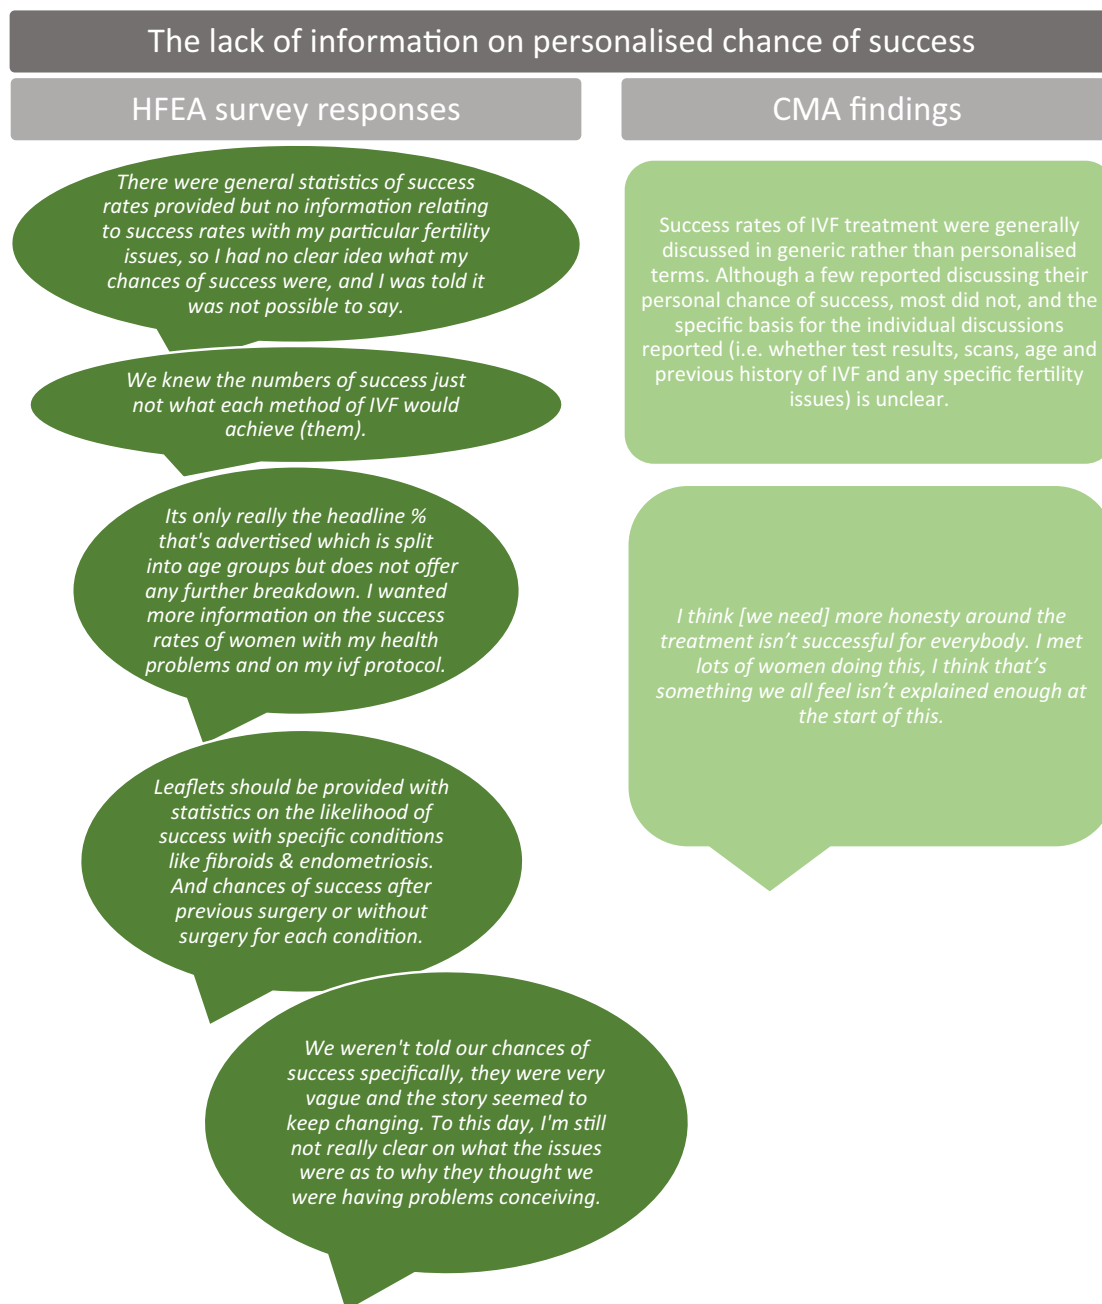 The lack of information on personalised chance of success
HFEA survey responses
There were general statistics of success
rates provided but no information relating
to success rates with my particular fertility
issues, so I had no clear idea what my
chances of success were, and I was told it
was not possible to say.
We knew the numbers of success just
not what each method of IVF would
achieve (them).
Its only really the headline %
that's advertised which is split
into age groups but does not offer
any further breakdown. I wanted
more information on the success
rates of women with my health
problems and on my ivf protocol.
Leaflets should be provided with
statistics on the likelihood of
success with specific conditions
like fibroids & endometriosis.
And chances of success after
previous surgery or without
surgery for each condition.
We weren't told our chances of
success specifically, they were very
vague and the story seemed to
keep changing. To this day, I'm still
not really clear on what the issues
were as to why they thought we
were having problems conceiving.
CMA findings
Success rates of IVF treatment were generally
discussed in generic rather than personalised
terms. Although a few reported discussing their
personal chance of success, most did not, and the
specific basis for the individual discussions
reported (i.e. whether test results, scans, age and
previous history of IVF and any specific fertility
issues) is unclear.
I think [we need] more honesty around the
treatment isn’t successful for everybody. I met
lots of women doing this, I think that’s
something we all feel isn’t explained enough at
the start of this.